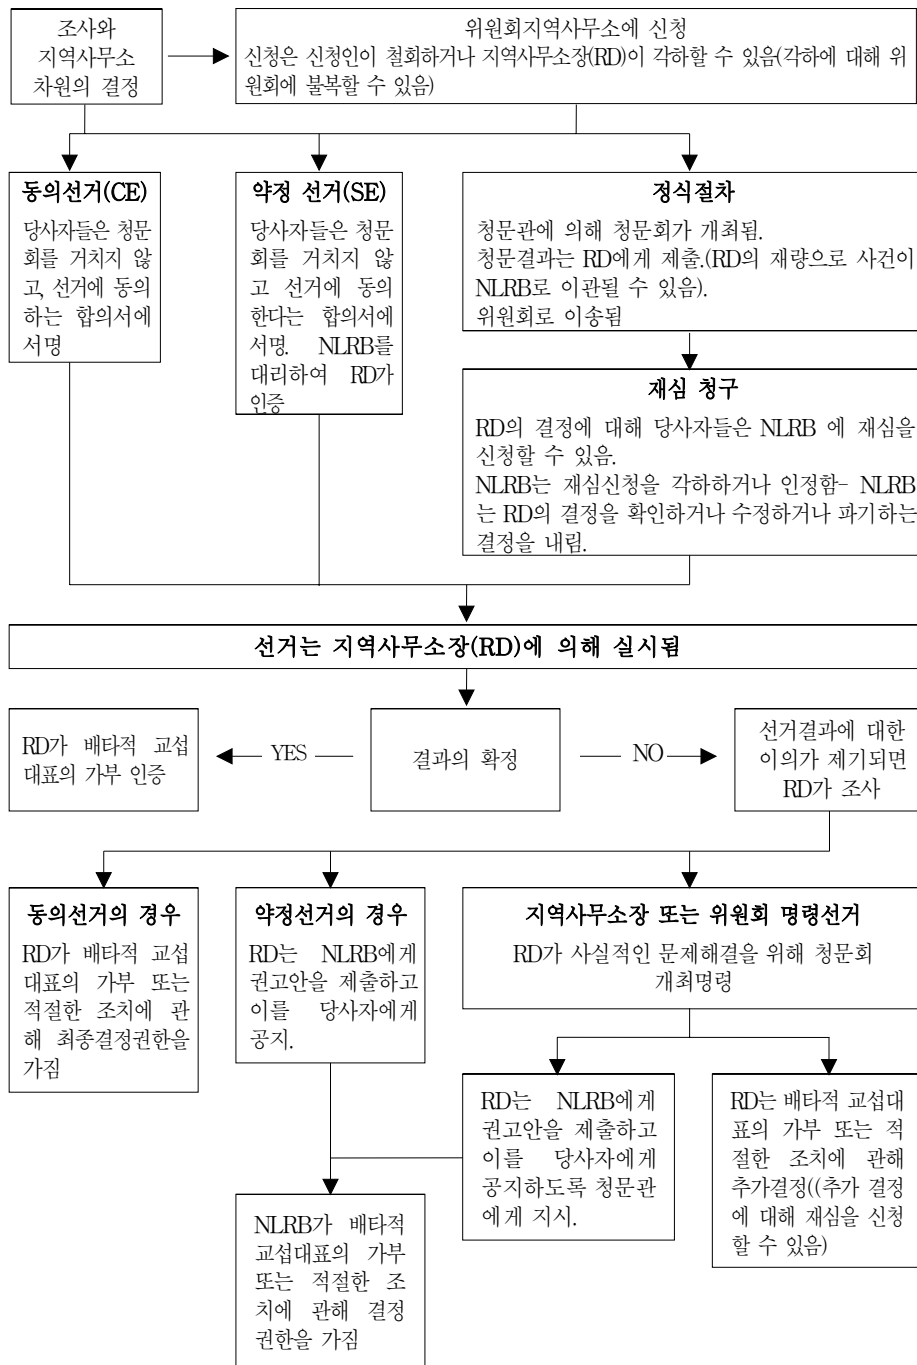 조사와
지역사무소
차원의 결정
위원회지역사무소에 신청
신청은 신청인이 철회하거나 지역사무소장(RD)이 각하할 수 있음(각하에 대해 위
원회에 불복할 수 있음)
동의선거(CE)
당사자들은 청문
회를 거치지 않
고, 선거에 동의
하는 합의서에
서명
약정 선거(SE)
당사자들은 청문
회를 거치지 않
고 선거에 동의
한다는 합의서에
서명. NLRB를
대리하여 RD가
인증
정식절차
청문관에 의해 청문회가 개최됨.
청문결과는 RD에게 제출.(RD의 재량으로 사건이
NLRB로 이관될 수 있음).
위원회로 이송됨
재심 청구
RD의 결정에 대해 당사자들은 NLRB 에 재심을
신청할 수 있음.
NLRB는 재심신청을 각하하거나 인정함- NLRB
는 RD의 결정을 확인하거나 수정하거나 파기하는
결정을 내림.
선거는 지역사무소장(RD)에 의해 실시됨
RD가 배타적 교섭
대표의 가부 인증
YES
결과의 확정
NO
선거결과에 대한
이의가 제기되면
RD가 조사
동의선거의 경우
RD가 배타적 교섭
대표의 가부 또는
적절한 조치에 관
해 최종결정권한을
가짐
약정선거의 경우
RD는 NLRB에게
권고안을 제출하고
이를 당사자에게
공지.
지역사무소장 또는 위원회 명령선거
RD가 사실적인 문제해결을 위해 청문회
개최명령
RD는 NLRB에게
권고안을 제출하고
이를 당사자에게
공지하도록 청문관
에게 지시.
RD는 배타적 교섭대
표의 가부 또는 적
절한 조치에 관해
추가결정((추가 결정
에 대해 재심을 신청
할 수 있음)
NLRB가 배타적
교섭대표의 가부
또는 적절한 조
치에 관해 결정
권한을 가짐